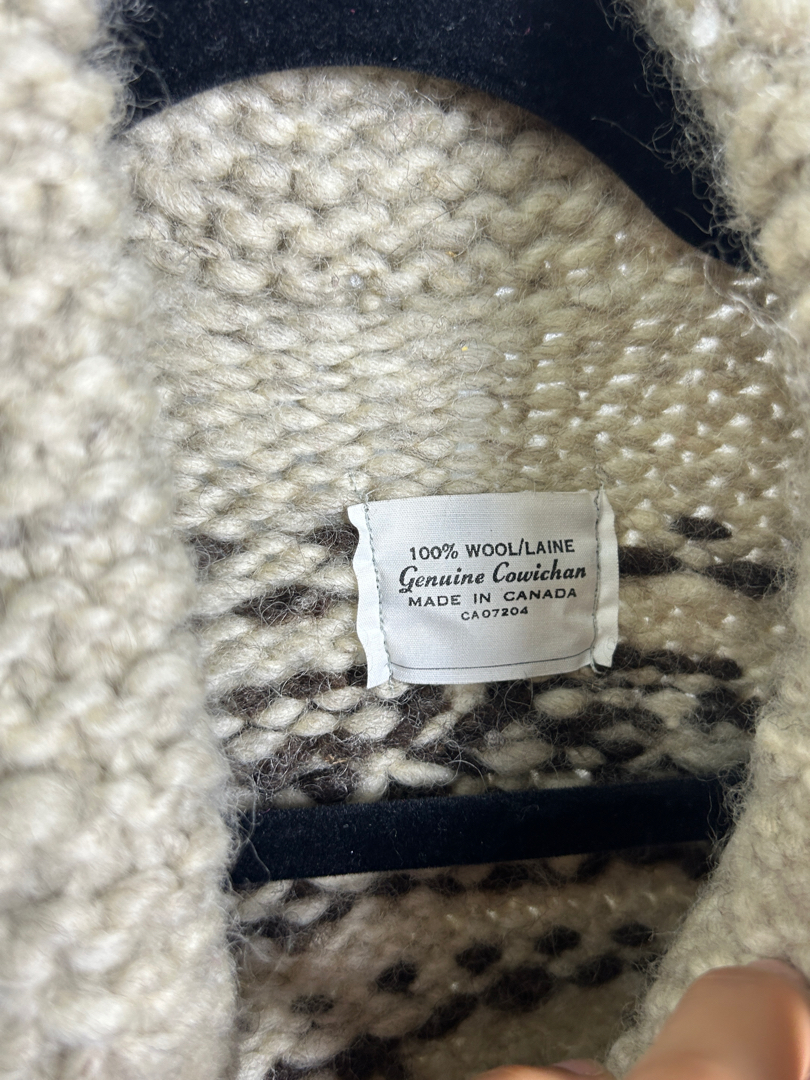 100% WOOL/LAINE
Genuine Cowichan
MADE IN CANADA
CA07204